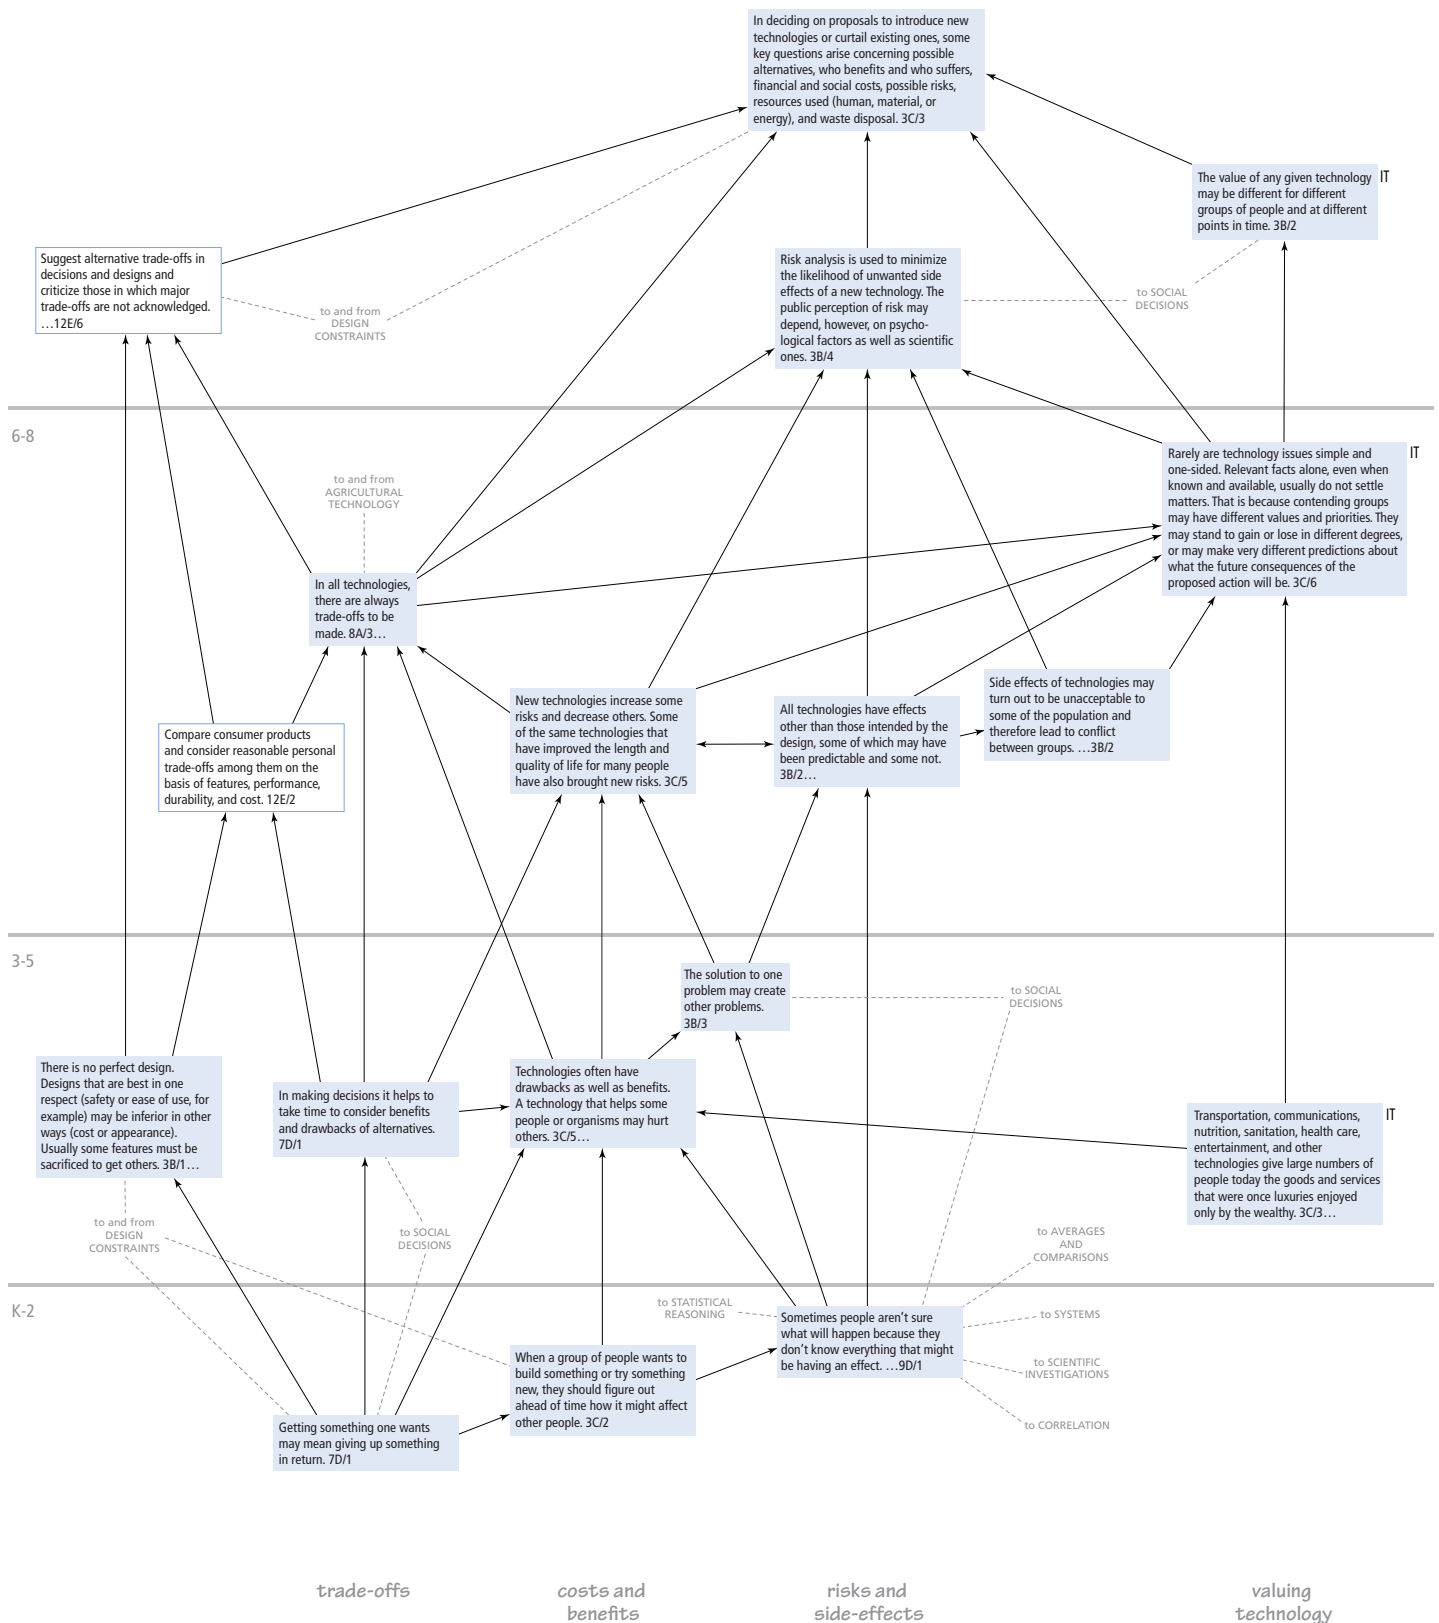 In deciding on proposals to introduce new
technologies or curtail existing ones, some
key questions arise concerning possible
alternatives, who benefits and who suffers,
financial and social costs, possible risks,
resources used (human, material, or
energy), and waste disposal. 3C/3
The value of any given technology
may be different for different
groups of people and at different
points in time. 3B/2
IT
Suggest alternative trade-offs in
decisions and designs and
criticize those in which major
trade-offs are not acknowledged.
…12E/6
to and from
DESIGN
CONSTRAINTS
Risk analysis is used to minimize
the likelihood of unwanted side
effects of a new technology. The
public perception of risk may
depend, however, on psycho-
logical factors as well as scientific
ones. 3B/4
to SOCIAL
DECISIONS
6-8
to and from
AGRICULTURAL
TECHNOLOGY
Rarely are technology issues simple and
one-sided. Relevant facts alone, even when
known and available, usually do not settle
matters. That is because contending groups
may have different values and priorities. They
may stand to gain or lose in different degrees,
or may make very different predictions about
what the future consequences of the
proposed action will be. 3C/6
IT
In all technologies,
there are always
trade-offs to be
made. 8A/3…
Compare consumer products
and consider reasonable personal
trade-offs among them on the
basis of features, performance,
durability, and cost. 12E/2
New technologies increase some
risks and decrease others. Some
of the same technologies that
have improved the length and
quality of life for many people
have also brought new risks. 3C/5
All technologies have effects
other than those intended by the
design, some of which may have
been predictable and some not.
3B/2…
Side effects of technologies may
turn out to be unacceptable to
some of the population and
therefore lead to conflict
between groups. …3B/2
3-5
The solution to one
problem may create
other problems.
3B/3
to SOCIAL
DECISIONS
There is no perfect design.
Designs that are best in one
respect (safety or ease of use, for
example) may be inferior in other
ways (cost or appearance).
Usually some features must be
sacrificed to get others. 3B/1…
In making decisions it helps to
take time to consider benefits
and drawbacks of alternatives.
7D/1
Technologies often have
drawbacks as well as benefits.
A technology that helps some
people or organisms may hurt
others. 3C/5…
Transportation, communications,
nutrition, sanitation, health care,
entertainment, and other
technologies give large numbers of
people today the goods and services
that were once luxuries enjoyed
only by the wealthy. 3C/3…
IT
to and from
DESIGN
CONSTRAINTS
to SOCIAL
DECISIONS
to AVERAGES
AND
COMPARISONS
K-2
to STATISTICAL
REASONING
Sometimes people aren't sure
what will happen because they
don't know everything that might
be having an effect. …9D/1
to SYSTEMS
to SCIENTIFIC
INVESTIGATIONS
to CORRELATION
When a group of people wants to
build something or try something
new, they should figure out
ahead of time how it might affect
other people. 3C/2
Getting something one wants
may mean giving up something
in return. 7D/1
trade-offs
costs and
benefits
risks and
side-effects
valuing
technology